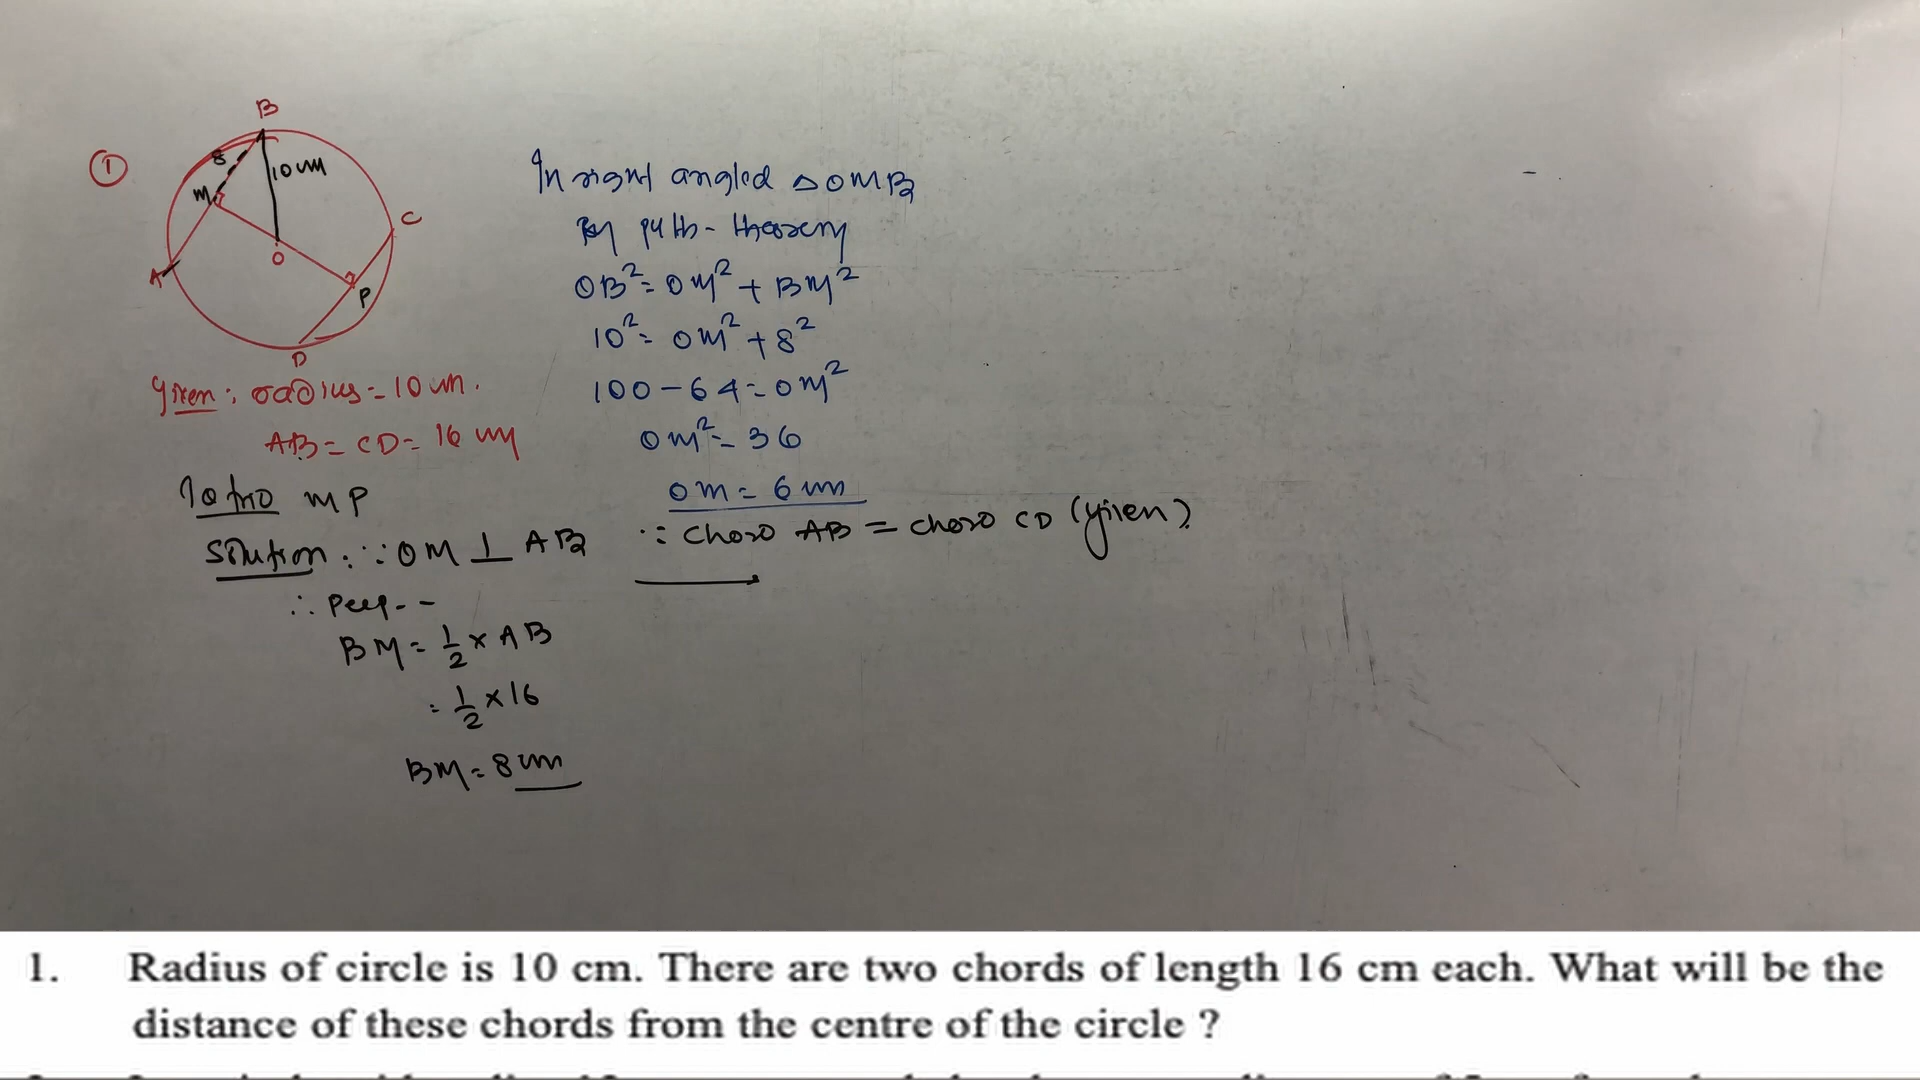 1
B
8
10 cm
M
C
O
A
P
D
Given: radius = 10 cm.
AB = CD = 16 cm
To find MP
Solution: ∵ OM ⊥ AB
∴ Perp--
BM = 1/2 × AB
= 1/2 × 16
BM = 8 cm
In right angled △OMB
By pyth- theorem
OB² = OM² + BM²
10² = OM² + 8²
100 - 64 = OM²
OM² = 36
OM = 6 cm
∵ Chord AB = Chord CD (given)
1. Radius of circle is 10 cm. There are two chords of length 16 cm each. What will be the
distance of these chords from the centre of the circle ?